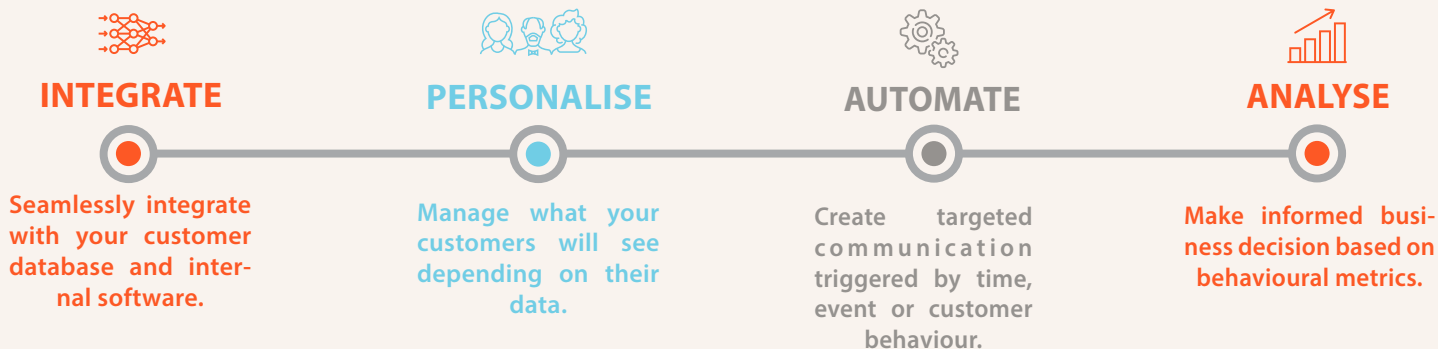 INTEGRATE
Seamlessly integrate
with your customer
database and inter-
nal software.
PERSONALISE
Manage what your
customers will see
depending on their
data.
AUTOMATE
Create targeted
communication
triggered by time,
event or customer
behaviour.
ANALYSE
Make informed busi-
ness decision based on
behavioural metrics.